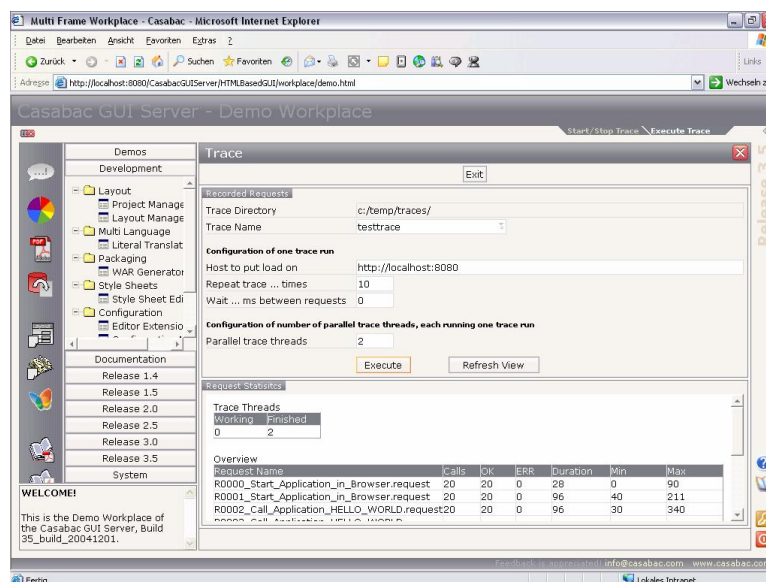 Multi Frame Workplace - Casabac - Microsoft Internet Explorer
Datei Bearbeiten Ansicht Favoriten Extras ?
Zurück Suchen Favoriten Links
Adresse http://localhost:8080/CasabacGUIServer/HTMLBasedGUI/workplace/demo.html Wechseln z
Casabac GUI Server - Demo Workplace
Start/Stop Trace Execute Trace
Demos
Development
Layout
Project Manage
Layout Manage
Multi Language
Literal Translat
Packaging
WAR Generator
Style Sheets
Style Sheet Edi
Configuration
Editor Extensio
Documentation
Release 1.4
Release 1.5
Release 2.0
Release 2.5
Release 3.0
Release 3.5
System
WELCOME!
This is the Demo Workplace of
the Casabac GUI Server, Build
35_build_20041201.
Trace
Exit
Recorded Requests
Trace Directory c:/temp/traces/
Trace Name testtrace
Configuration of one trace run
Host to put load on http://localhost:8080
Repeat trace ... times 10
Wait ... ms between requests 0
Configuration of number of parallel trace threads, each running one trace run
Parallel trace threads 2
Execute Refresh View
Request Statisitcs
Trace Threads
Working Finished
0 2
Overview
Request Name Calls OK ERR Duration Min Max
R0000_Start_Application_in_Browser.request 20 20 0 28 0 90
R0001_Start_Application_in_Browser.request 20 20 0 96 40 211
R0002_Call_Application_HELLO_WORLD.request 20 20 0 96 30 340
Feedback is appreciated! info@casabac.com www.casabac.com
Fertig Lokales Intranet